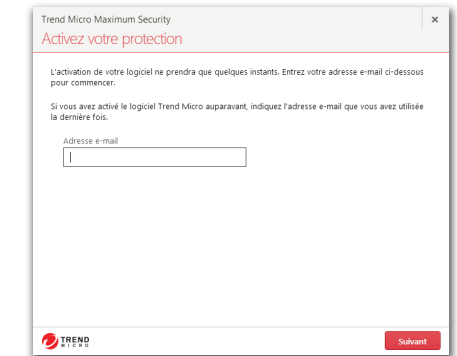 Trend Micro Maximum Security
×
Activez votre protection
L'activation de votre logiciel ne prendra que quelques instants. Entrez votre adresse e-mail ci-dessous
pour commencer.
Si vous avez activé le logiciel Trend Micro auparavant, indiquez l'adresse e-mail que vous avez utilisée
la dernière fois.
Adresse e-mail
TREND
MICRO
Suivant